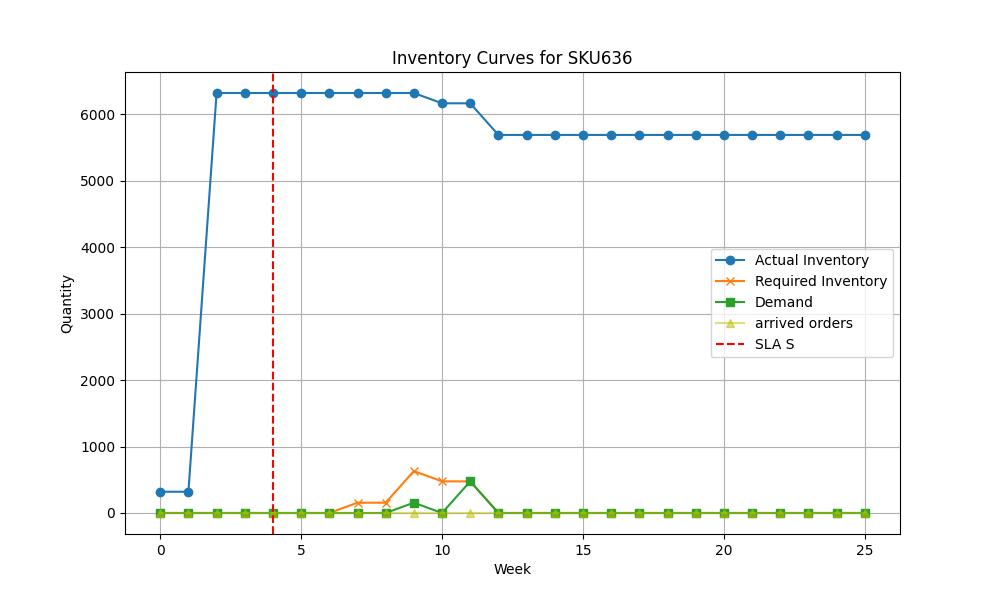 Inventory Curves for SKU636
Quantity
6000
5000
4000
3000
2000
1000
0
Actual Inventory
Required Inventory
Demand
arrived orders
SLA S
0 5 10 15 20 25
Week